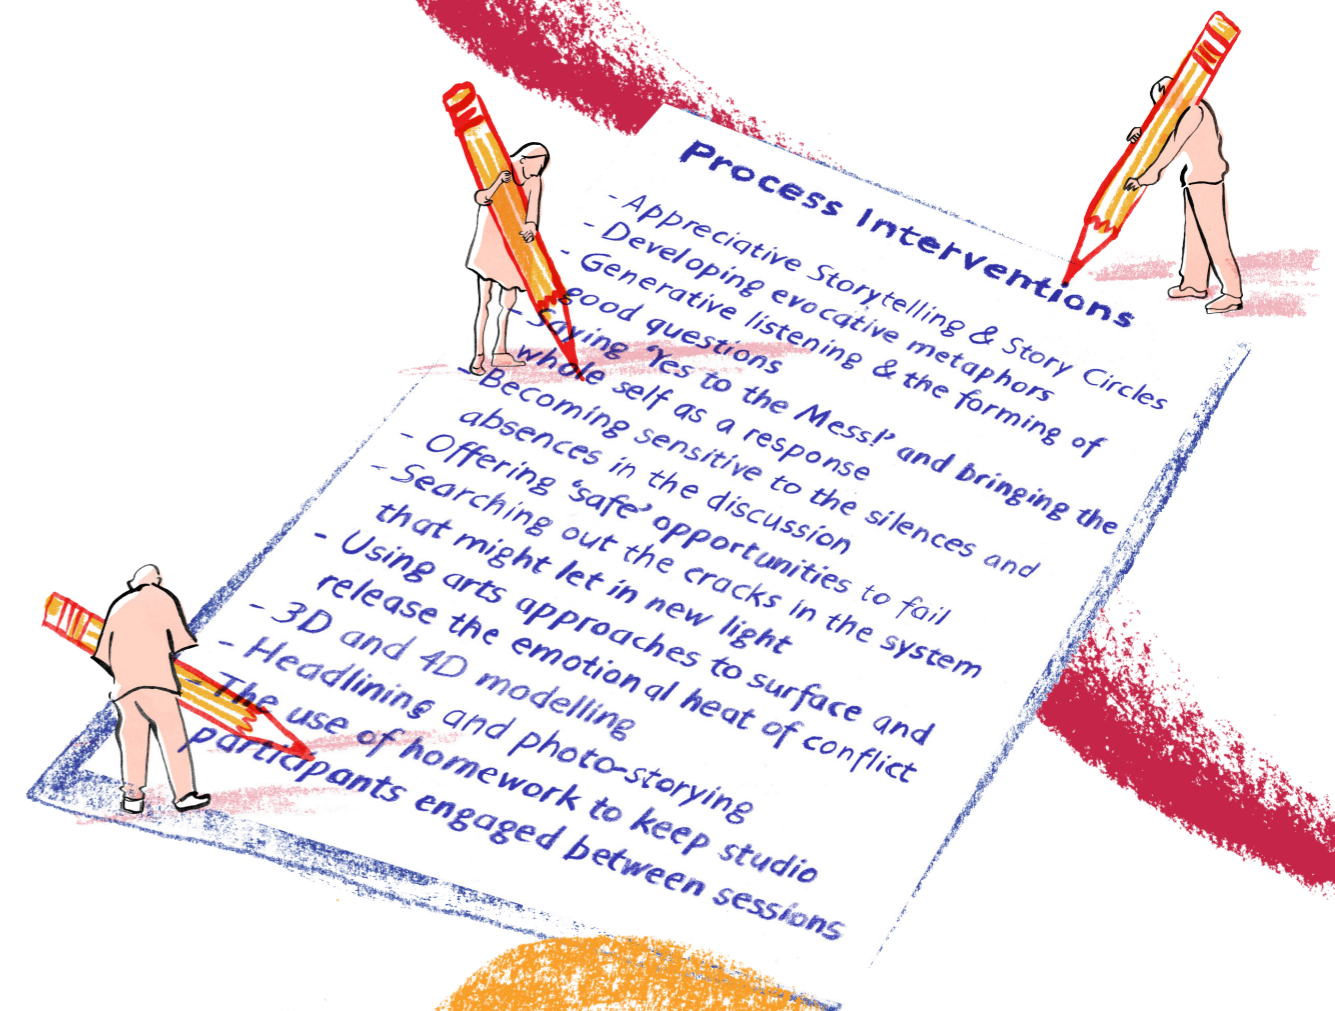 Process Interventions
- Appreciative Storytelling & Story Circles
- Developing evocative metaphors
- Generative listening & the forming of
good questions
- Saying 'Yes to the Mess!' and bringing the
whole self as a response
- Becoming sensitive to the silences and
absences in the discussion
- Offering 'safe' opportunities to fail
- Searching out the cracks in the system
that might let in new light
- Using arts approaches to surface and
release the emotional heat of conflict
- 3D and 4D modelling
- Headlining and photo-storying
- The use of homework to keep studio
participants engaged between sessions